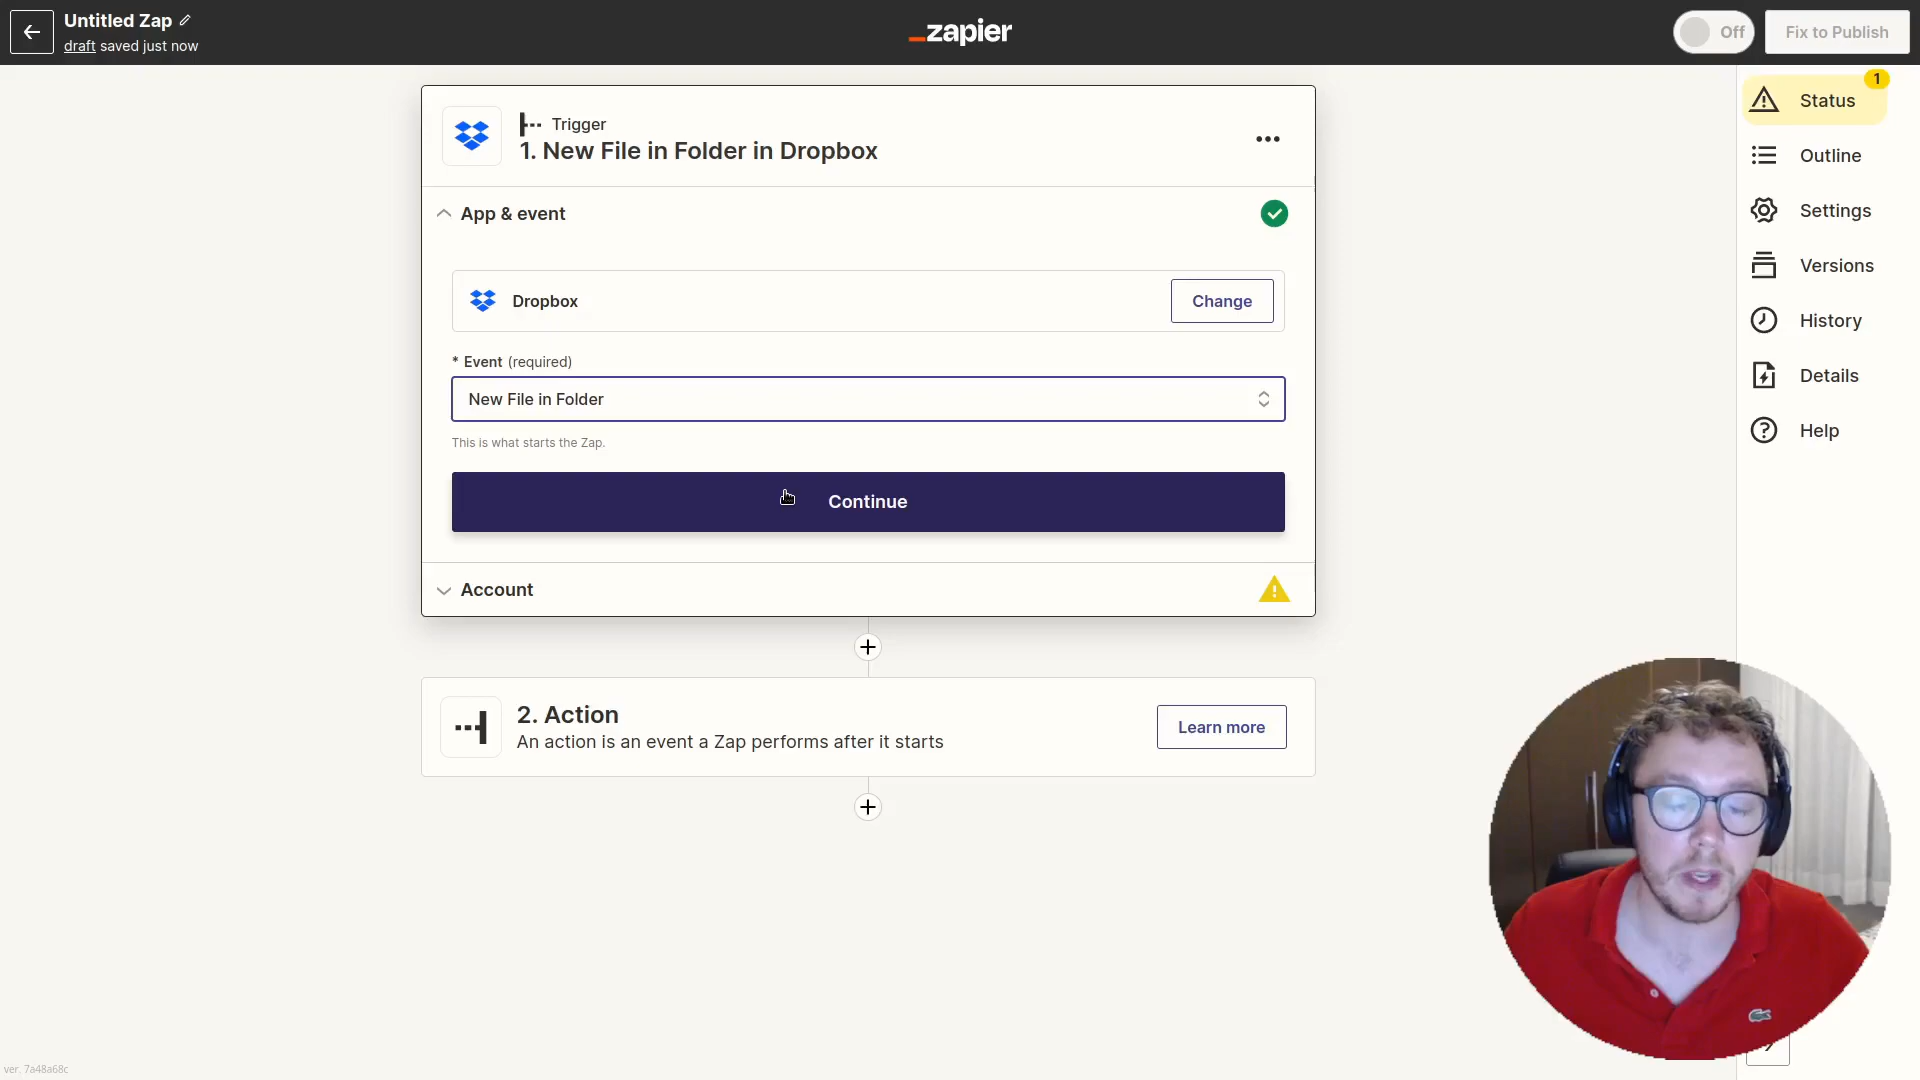 Untitled Zap
draft saved just now
zapier
Off
Fix to Publish
Trigger
1. New File in Folder in Dropbox
App & event
Dropbox
Change
* Event (required)
New File in Folder
This is what starts the Zap.
Continue
Account
2. Action
An action is an event a Zap performs after it starts
Learn more
1
Status
Outline
Settings
Versions
History
Details
Help
ver. 7a48a68c